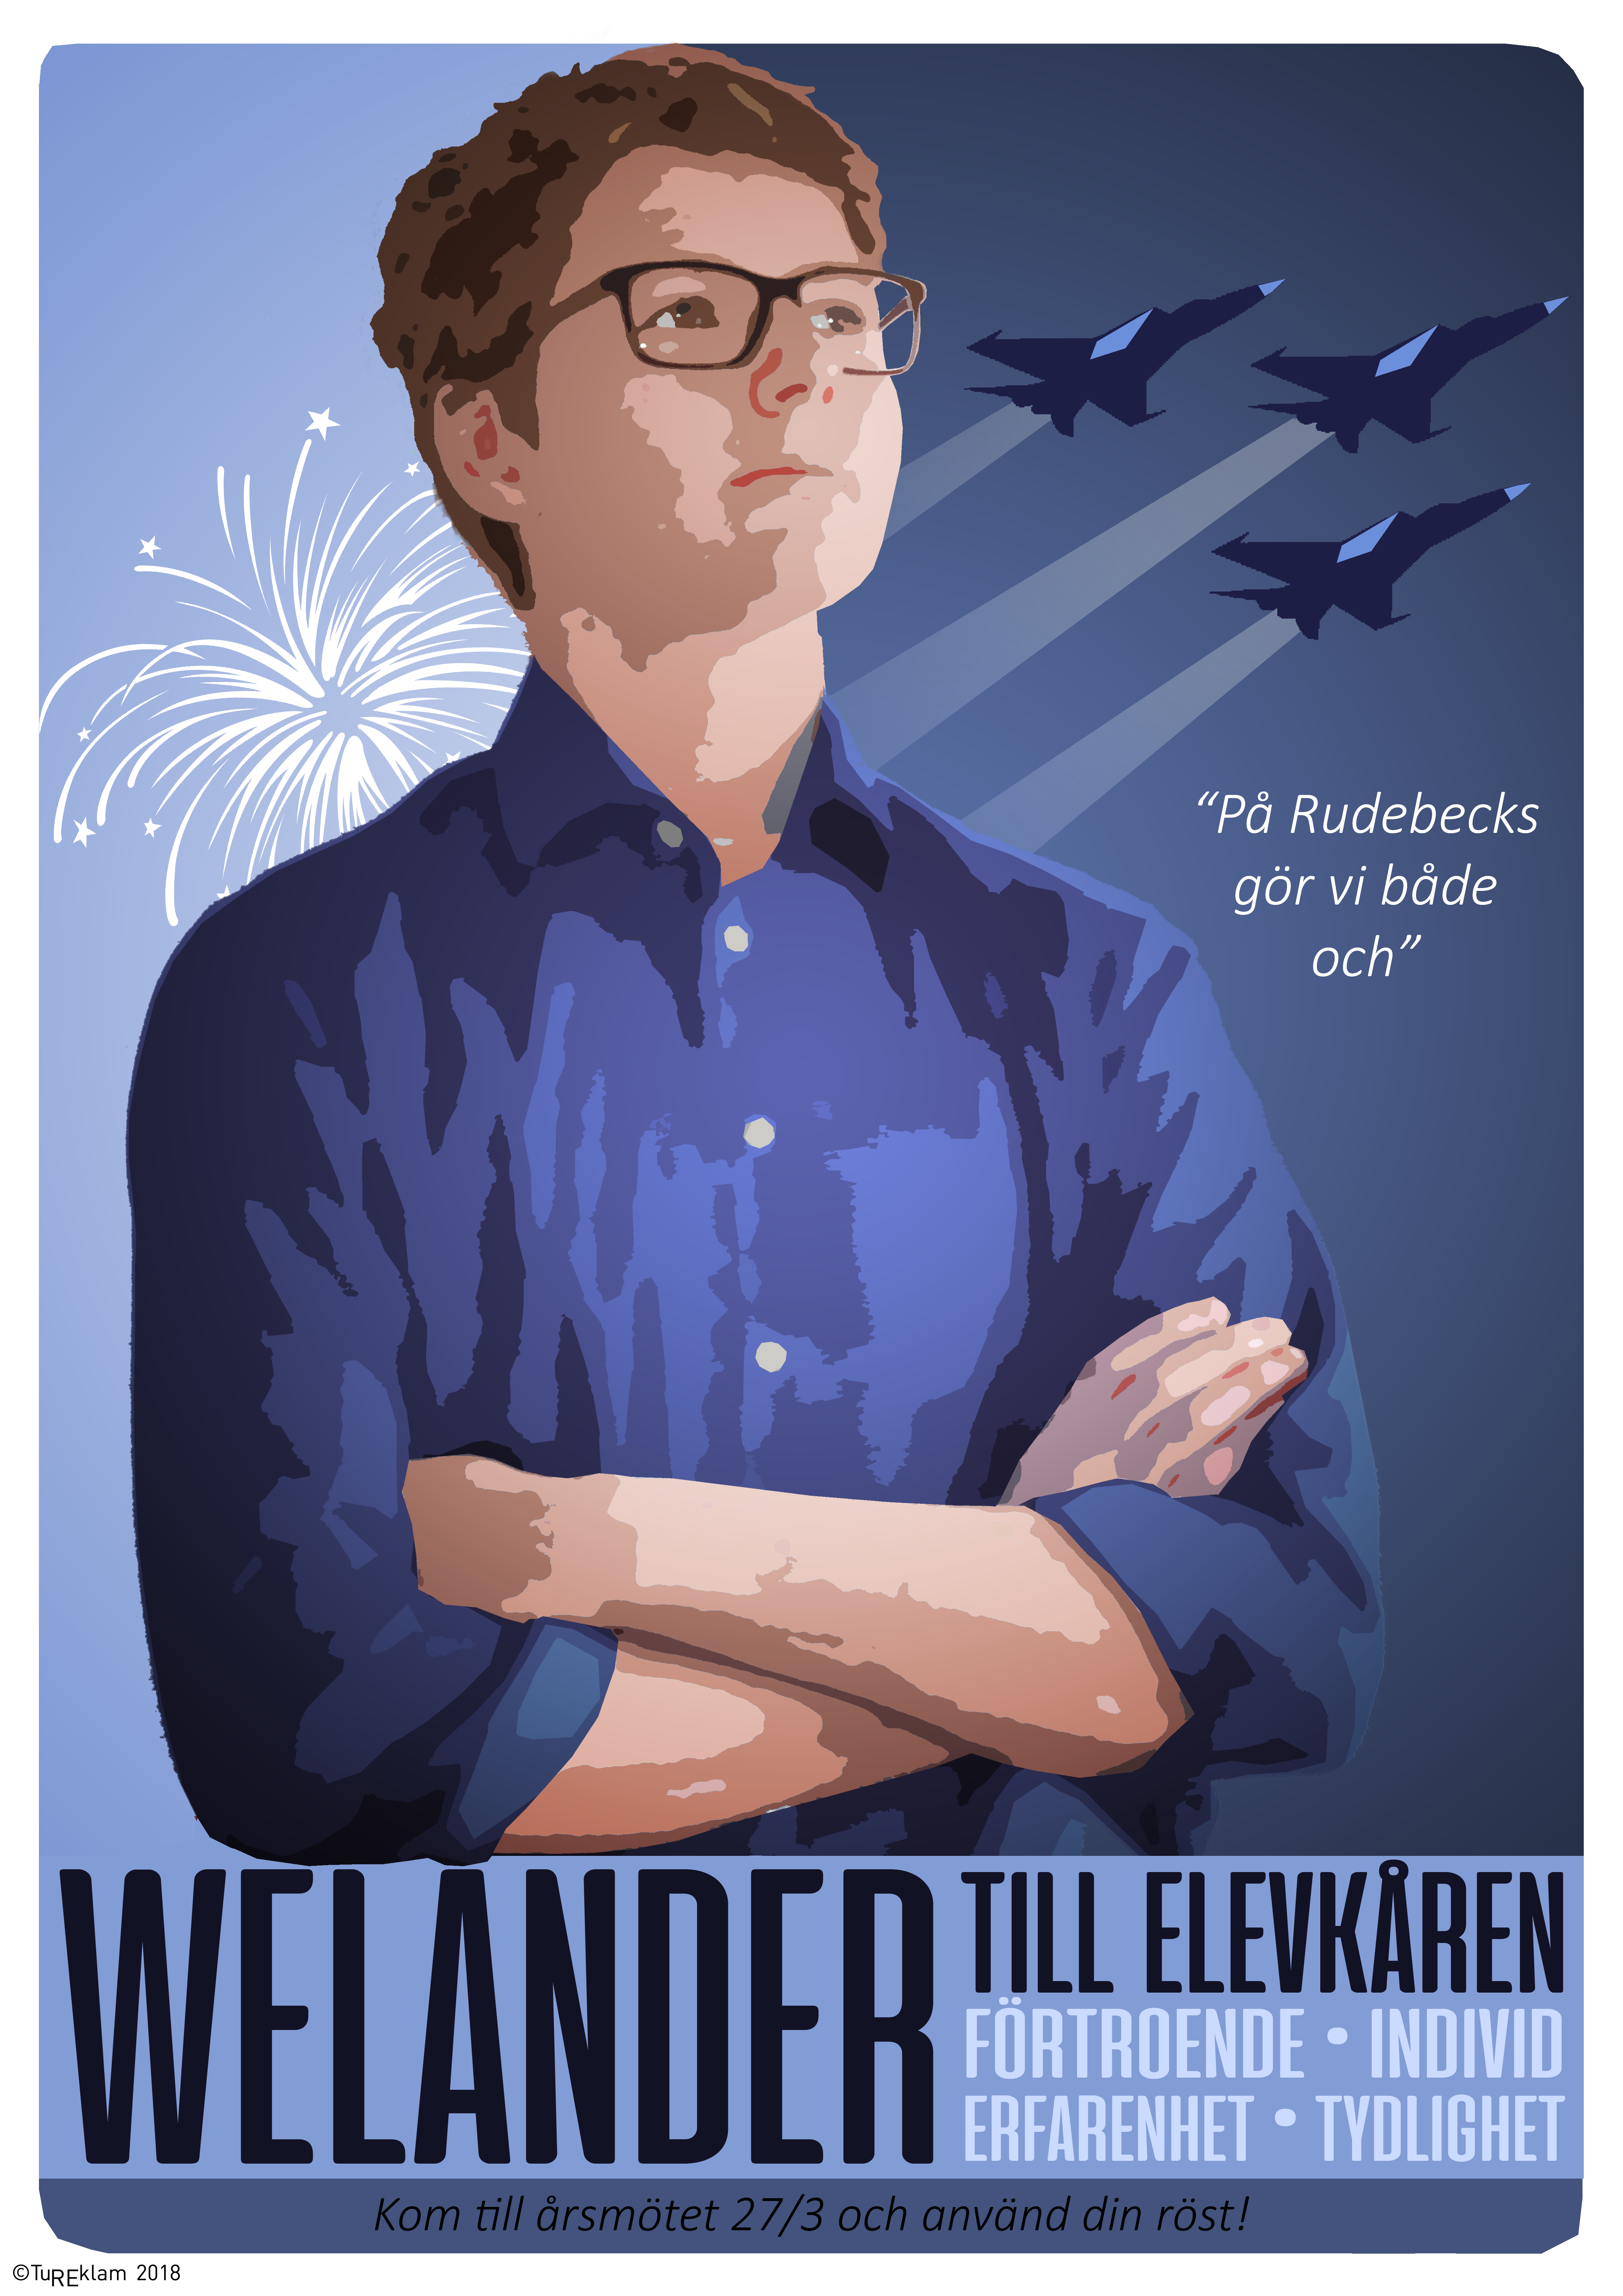 “På Rudebecks
gör vi både
och”
WELANDER
TILL ELEVKÅREN
FÖRTROENDE • INDIVID
ERFARENHET • TYDLIGHET
Kom till årsmötet 27/3 och använd din röst!
©TuREklam 2018